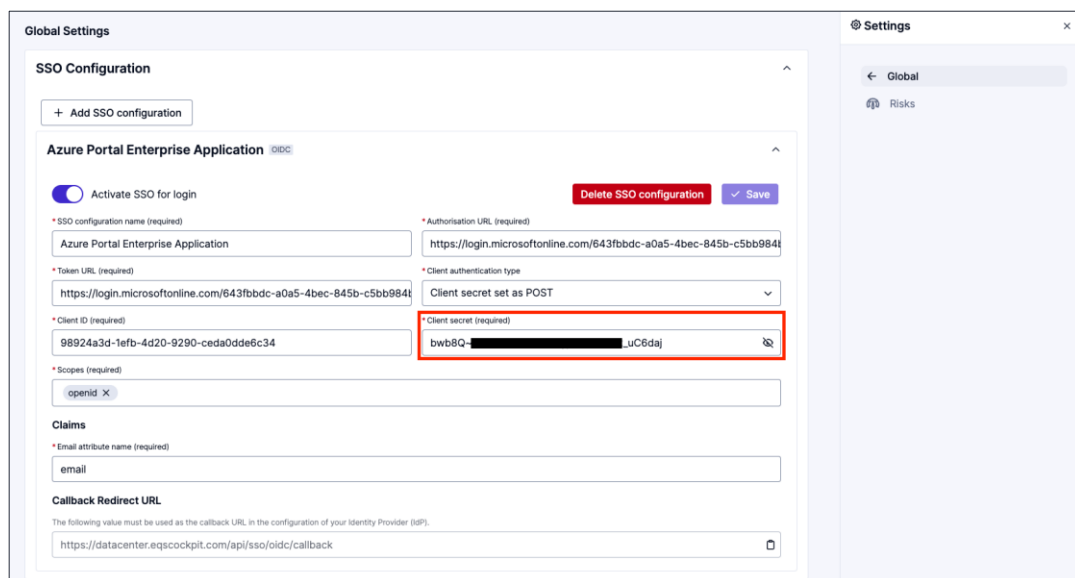 Global Settings
Settings
SSO Configuration
Global
Risks
+ Add SSO configuration
Azure Portal Enterprise Application OIDC
Activate SSO for login
Delete SSO configuration
Save
* SSO configuration name (required)
* Authorisation URL (required)
Azure Portal Enterprise Application
https://login.microsoftonline.com/643fbbdc-a0a5-4bec-845b-c5bb984b
* Token URL (required)
* Client authentication type
https://login.microsoftonline.com/643fbbdc-a0a5-4bec-845b-c5bb984b
Client secret set as POST
* Client ID (required)
* Client secret (required)
98924a3d-1efb-4d20-9290-ceda0dde6c34
bwb8Q~
_uC6daj
* Scopes (required)
openid
Claims
* Email attribute name (required)
email
Callback Redirect URL
The following value must be used as the callback URL in the configuration of your Identity Provider (IdP).
https://datacenter.eqscockpit.com/api/sso/oidc/callback